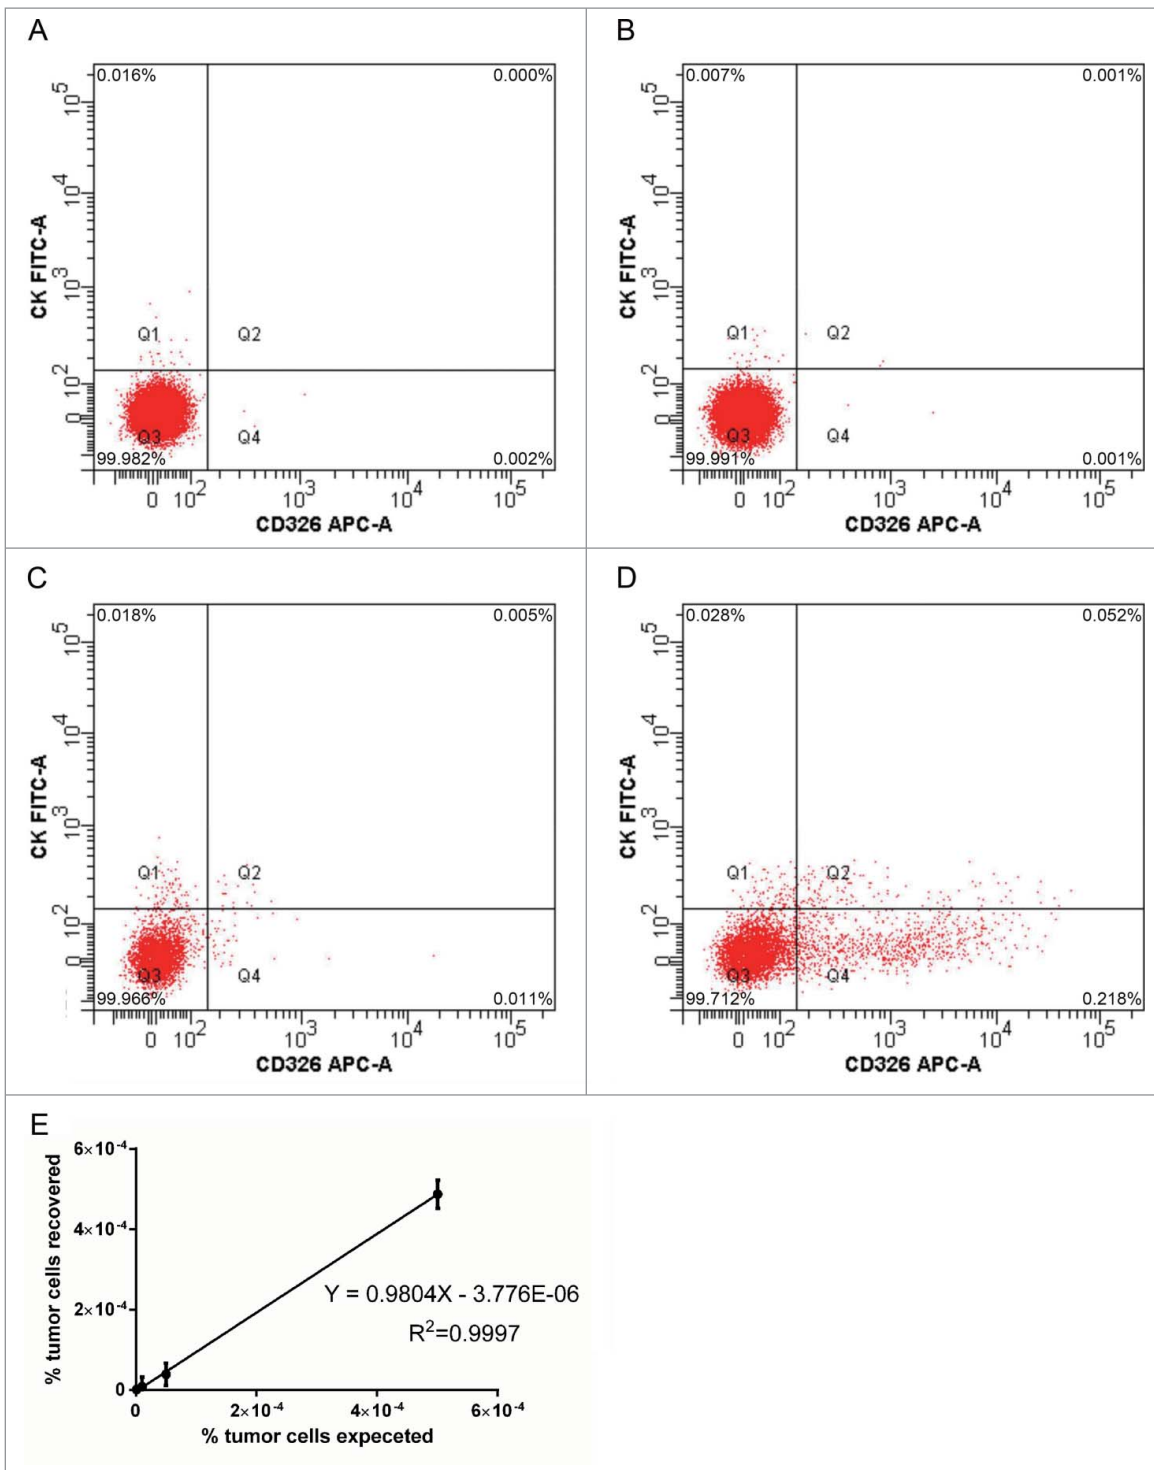 A
0.016%
0.000%
10^5
10^4
10^3
10^2
0
CK FITC-A
Q1
Q2
Q3
Q4
99.982%
0.002%
0 10^2 10^3 10^4 10^5
CD326 APC-A
B
0.007%
0.001%
10^5
10^4
10^3
10^2
0
CK FITC-A
Q1
Q2
Q3
Q4
99.991%
0.001%
0 10^2 10^3 10^4 10^5
CD326 APC-A
C
0.018%
0.005%
10^5
10^4
10^3
10^2
0
CK FITC-A
Q1
Q2
Q3
Q4
99.966%
0.011%
0 10^2 10^3 10^4 10^5
CD326 APC-A
D
0.028%
0.052%
10^5
10^4
10^3
10^2
0
CK FITC-A
Q1
Q2
Q3
Q4
99.712%
0.218%
0 10^2 10^3 10^4 10^5
CD326 APC-A
E
6×10^-4
4×10^-4
2×10^-4
0
% tumor cells recovered
Y = 0.9804X - 3.776E-06
R^2=0.9997
0 2×10^-4 4×10^-4 6×10^-4
% tumor cells expeceted